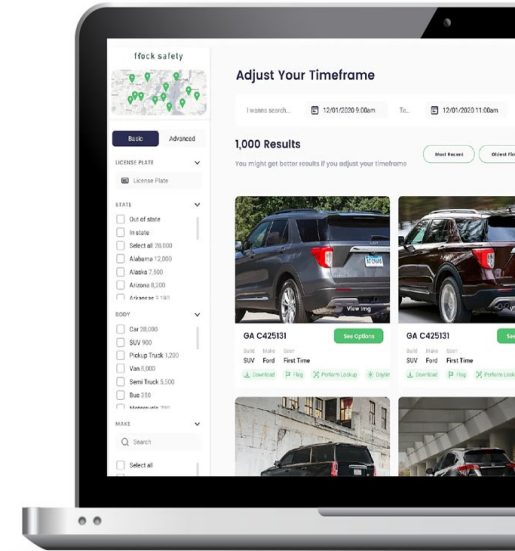 flock safety
Adjust Your Timeframe
I wanna search...
12/01/2020 9:00am
To...
12/01/2020 11:00am
Basic
Advanced
1,000 Results
Most Recent
You might get better results if you adjust your timeframe
LICENSE PLATE
License Plate
STATE
Out of state
In state
Select all 28,000
Alabama 12,000
Alaska 7,500
Arizona 8,200
BODY
Car 28,000
SUV 900
Pickup Truck 1,200
Van 3,000
Semi Truck 5,500
Bus 350
MAKE
Search
Select all
View Img
GA C425131
See Options
Build Make Seen
SUV Ford First Time
Download Flag Perform Lookup
GA C425131
Build Make Seen
SUV Ford First Time
Download Flag